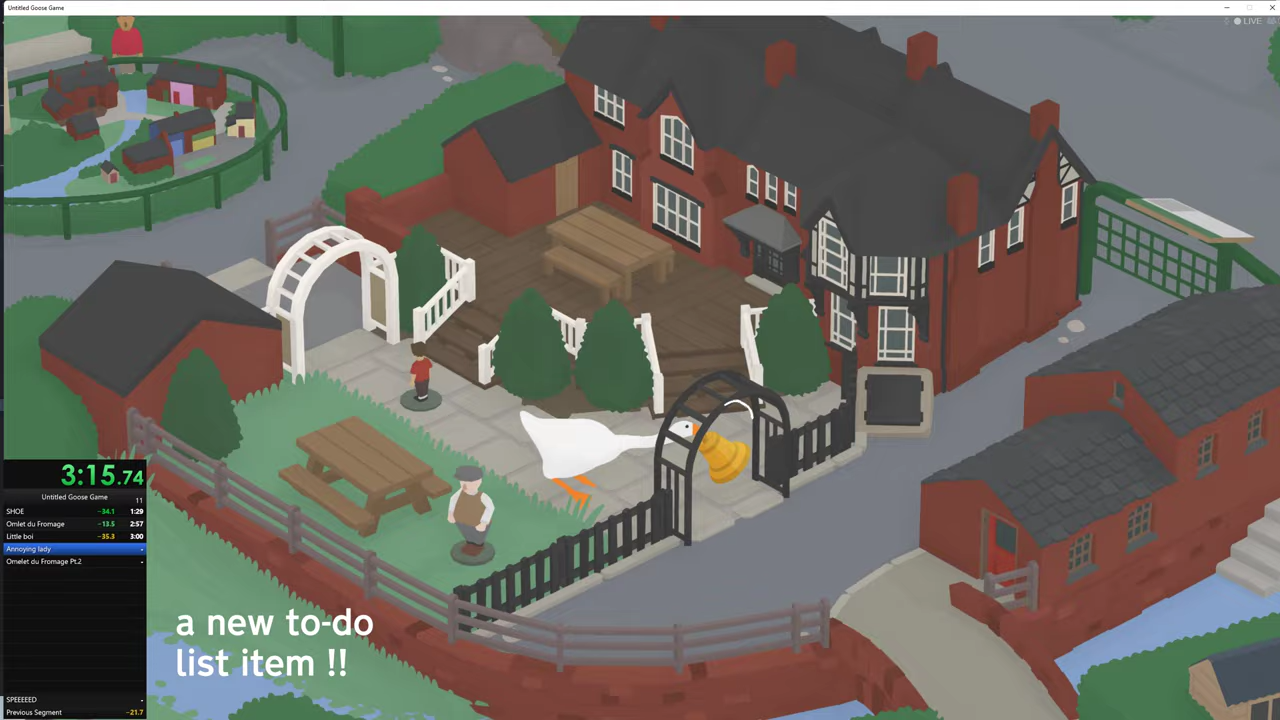 Untitled Goose Game
LIVE
3:15.74
Untitled Goose Game
11
SHOE -34.1 1:29
Omlet du Fromage -13.5 2:57
Little boi -35.3 3:00
Annoying lady -
Omelet du Fromage Pt.2 -
a new to-do
list item !!
SPEEEEED -
Previous Segment -21.7